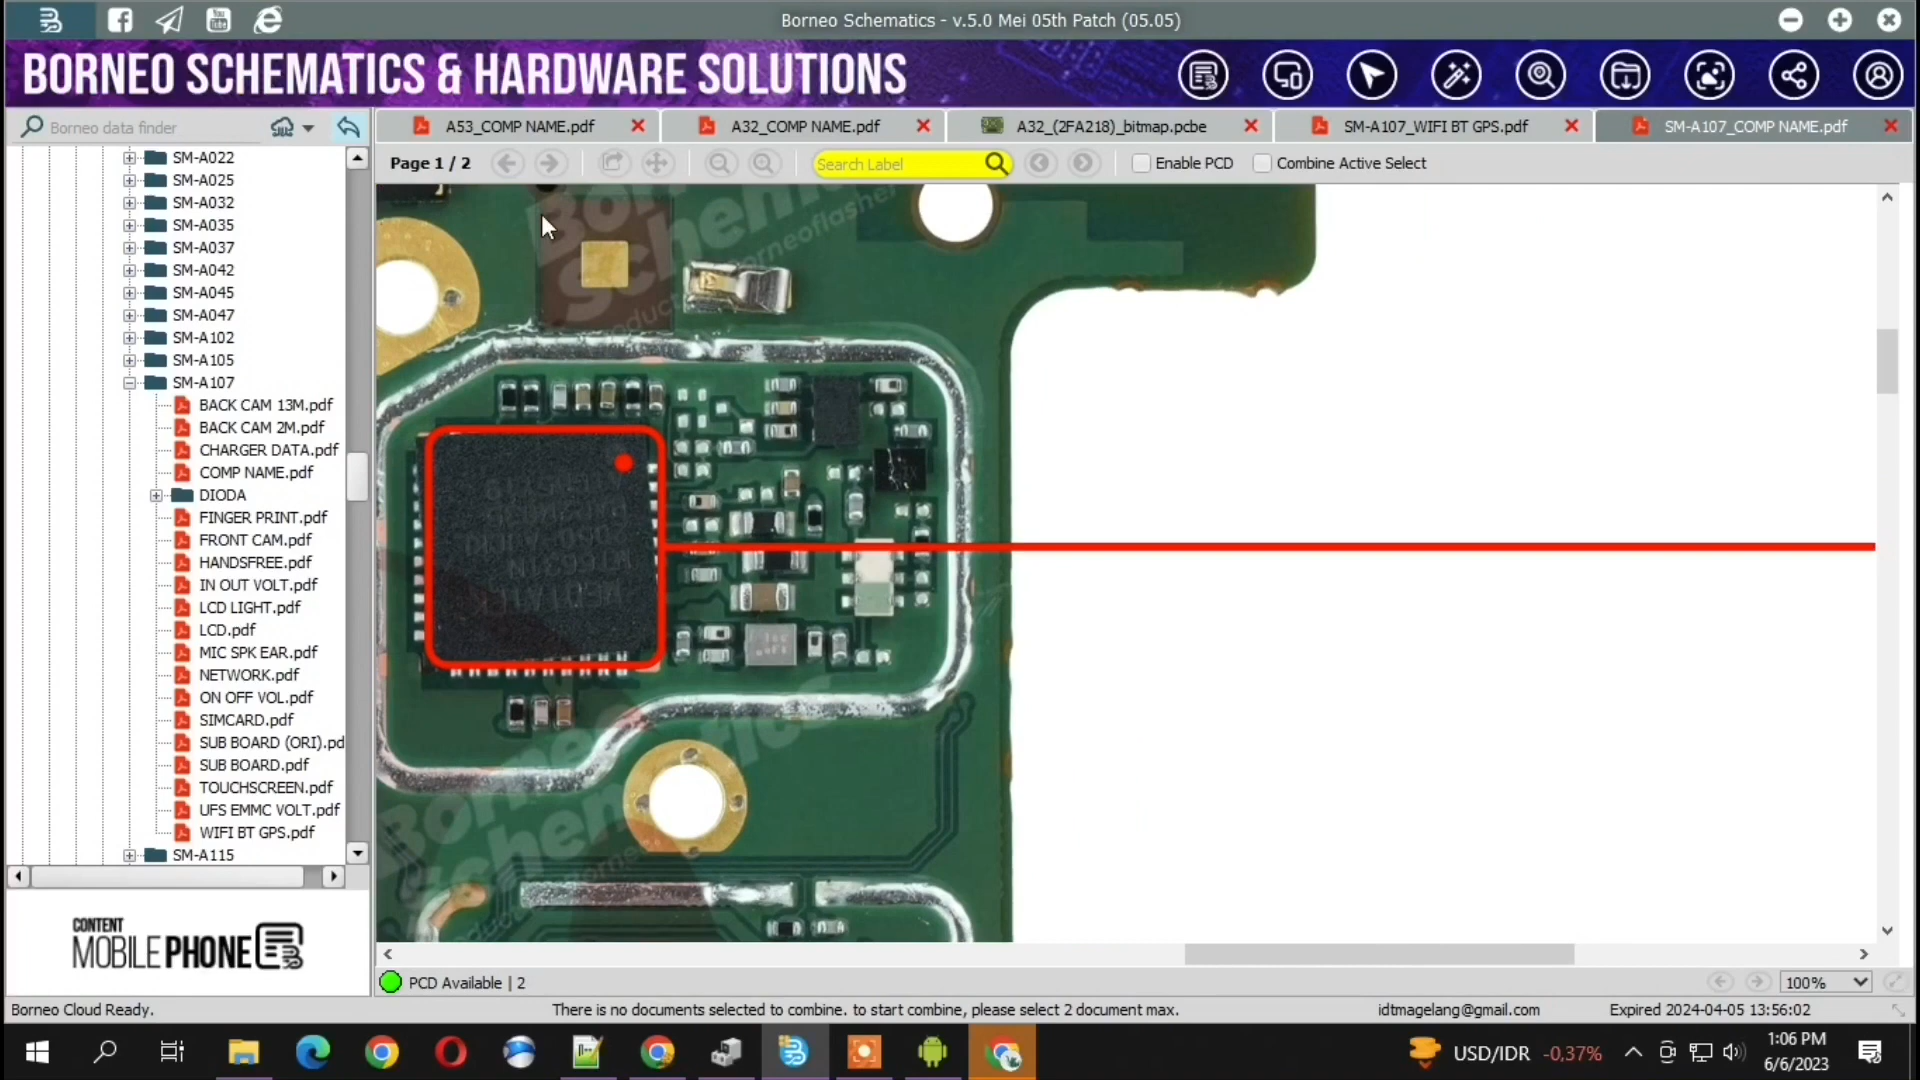 Borneo Schematics - v.5.0 Mei 05th Patch (05.05)
BORNEO SCHEMATICS & HARDWARE SOLUTIONS
Borneo data finder
A53_COMP NAME.pdf
A32_COMP NAME.pdf
A32_(2FA218)_bitmap.pcbe
SM-A107_WIFI BT GPS.pdf
SM-A107_COMP NAME.pdf
Page 1 / 2
Search Label
Enable PCD
Combine Active Select
SM-A022
SM-A025
SM-A032
SM-A035
SM-A037
SM-A042
SM-A045
SM-A047
SM-A102
SM-A105
SM-A107
BACK CAM 13M.pdf
BACK CAM 2M.pdf
CHARGER DATA.pdf
COMP NAME.pdf
DIODA
FINGER PRINT.pdf
FRONT CAM.pdf
HANDSFREE.pdf
IN OUT VOLT.pdf
LCD LIGHT.pdf
LCD.pdf
MIC SPK EAR.pdf
NETWORK.pdf
ON OFF VOL.pdf
SIMCARD.pdf
SUB BOARD (ORI).pd
SUB BOARD.pdf
TOUCHSCREEN.pdf
UFS EMMC VOLT.pdf
WIFI BT GPS.pdf
SM-A115
CONTENT
MOBILE PHONE
Borneo
Schematics
PCD Available | 2
100%
Borneo Cloud Ready.
There is no documents selected to combine. to start combine, please select 2 document max.
idtmagelang@gmail.com
Expired 2024-04-05 13:56:02
USD/IDR -0,37%
1:06 PM
6/6/2023